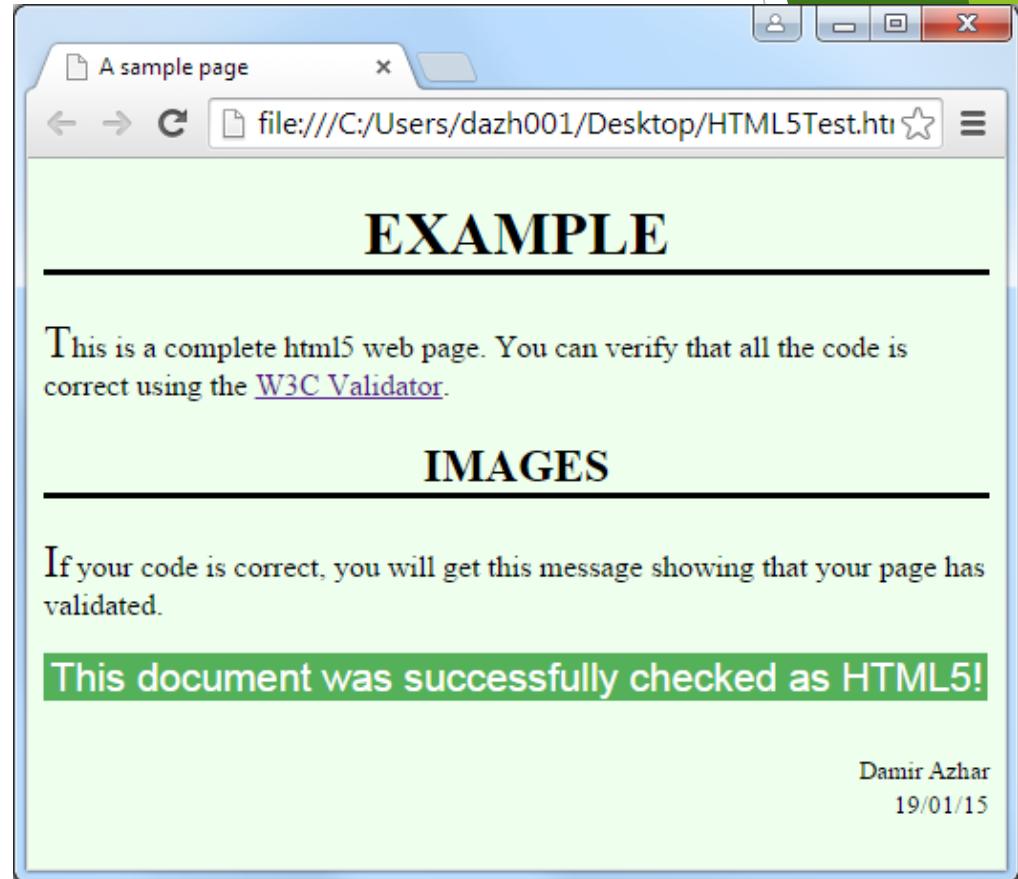 A sample page
file:///C:/Users/dazh001/Desktop/HTML5Test.htm
EXAMPLE
This is a complete html5 web page. You can verify that all the code is
correct using the W3C Validator.
IMAGES
If your code is correct, you will get this message showing that your page has
validated.
This document was successfully checked as HTML5!
Damir Azhar
19/01/15